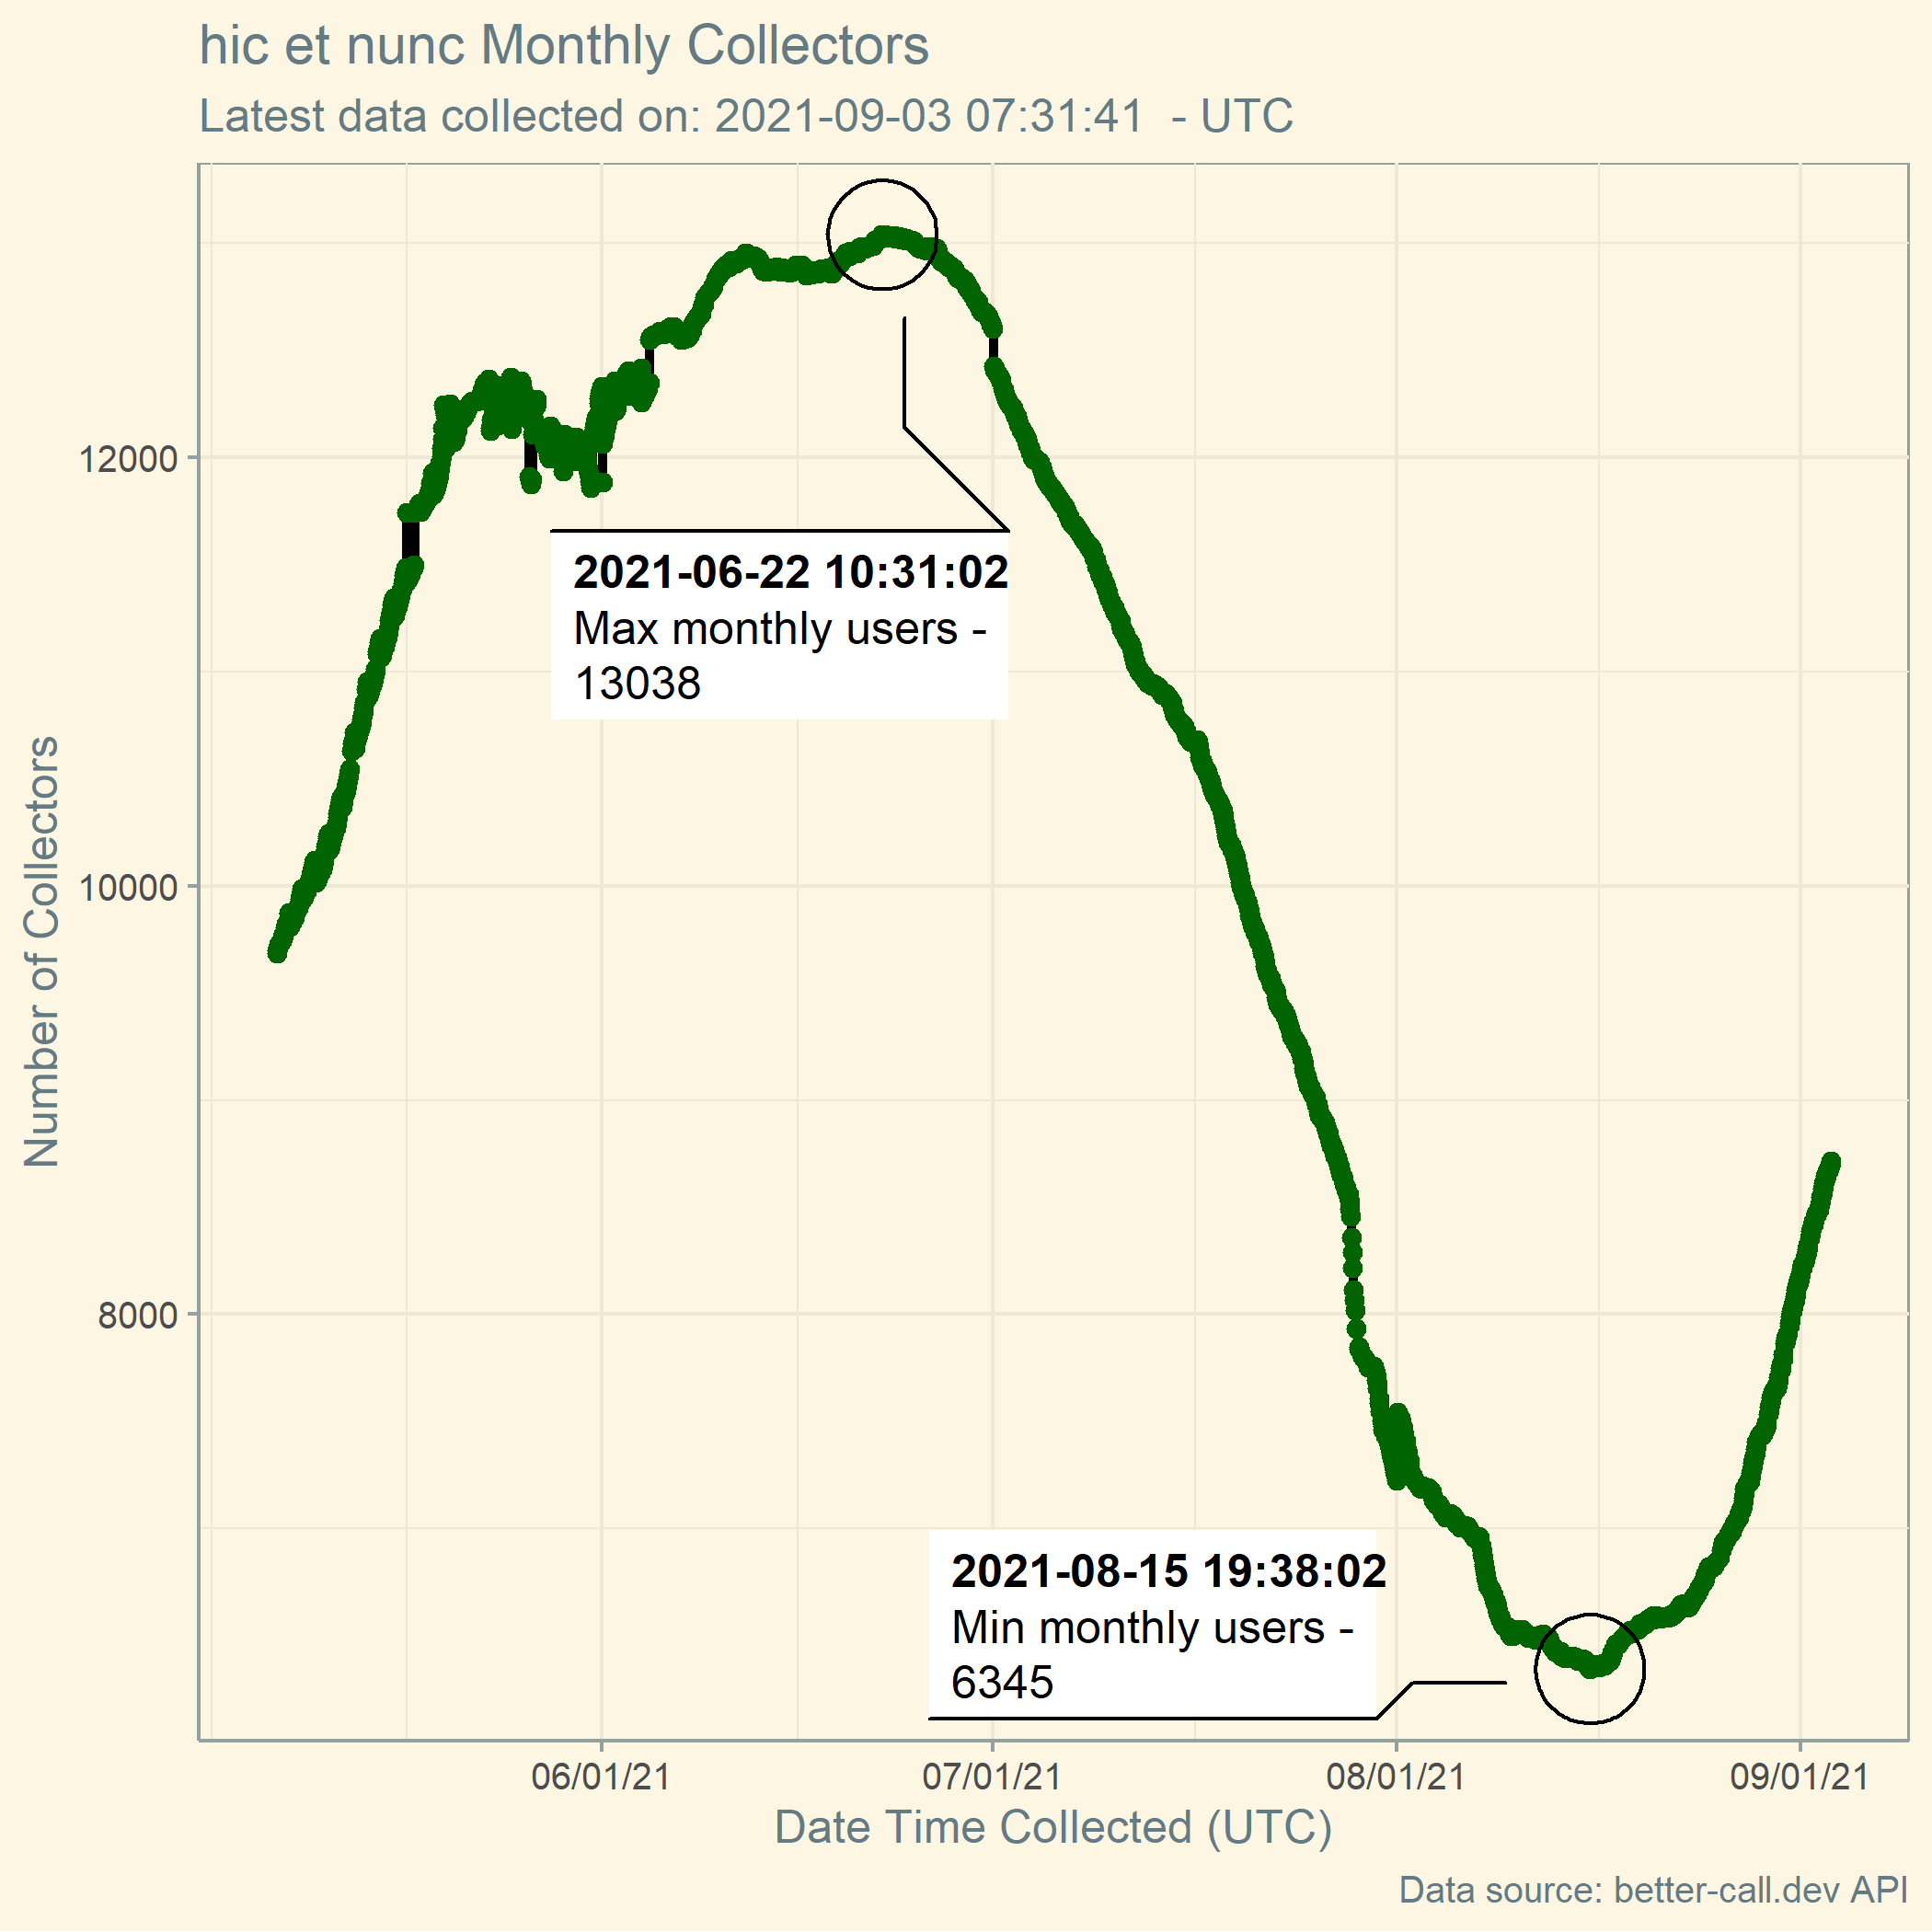 hic et nunc Monthly Collectors
Latest data collected on: 2021-09-03 07:31:41  - UTC
Number of Collectors
12000
10000
8000
2021-06-22 10:31:02
Max monthly users -
13038
2021-08-15 19:38:02
Min monthly users -
6345
06/01/21 07/01/21 08/01/21 09/01/21
Date Time Collected (UTC)
Data source: better-call.dev API